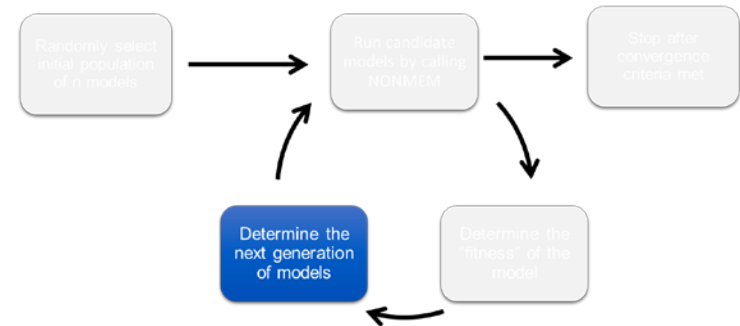 Randomly select
initial population
of n models
Run candidate
models by calling
NONMEM
Stop after
convergence
criteria met
Determine the
next generation
of models
Determine the
"fitness" of the
model